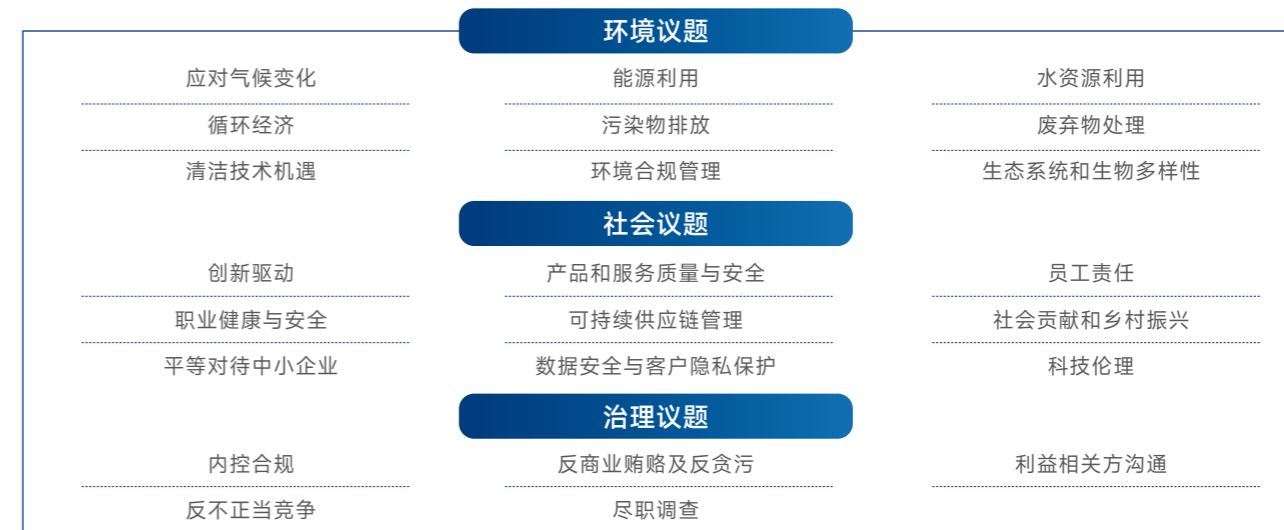 环境议题
应对气候变化 能源利用 水资源利用
循环经济 污染物排放 废弃物处理
清洁技术机遇 环境合规管理 生态系统和生物多样性
社会议题
创新驱动 产品和服务质量与安全 员工责任
职业健康与安全 可持续供应链管理 社会贡献和乡村振兴
平等对待中小企业 数据安全与客户隐私保护 科技伦理
治理议题
内控合规 反商业贿赂及反贪污 利益相关方沟通
反不正当竞争 尽职调查